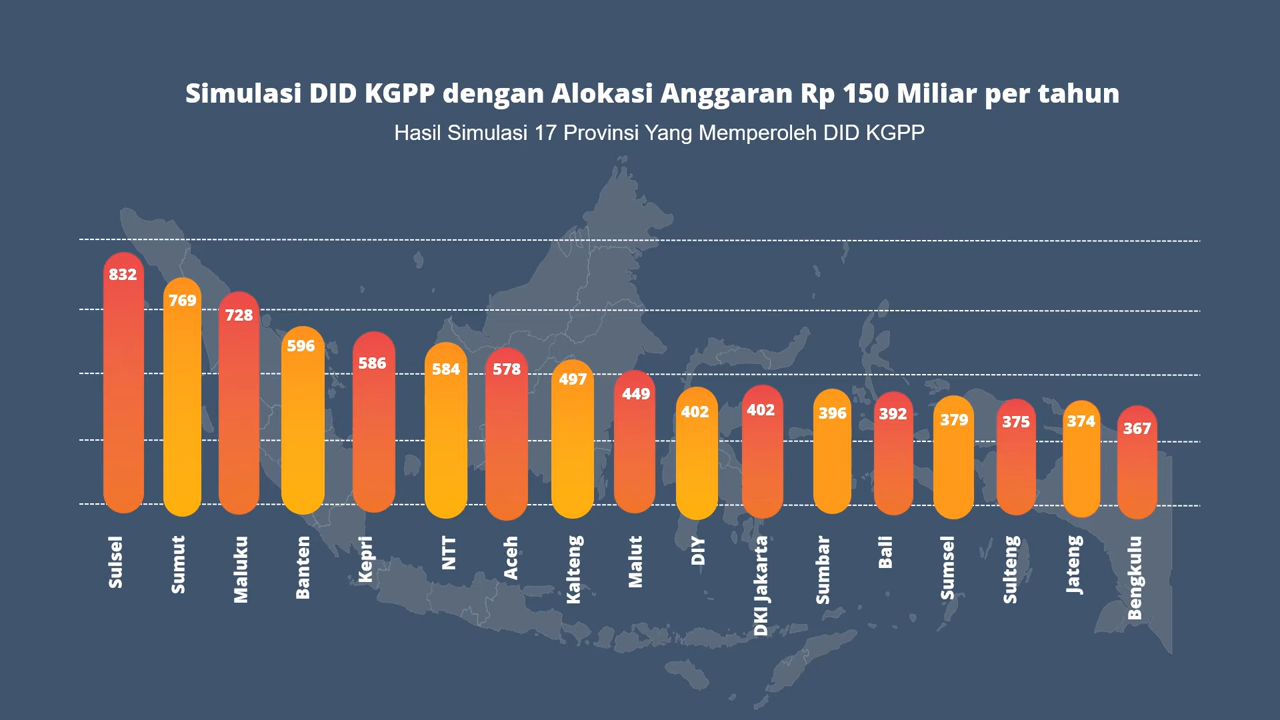 Simulasi DID KGPP dengan Alokasi Anggaran Rp 150 Miliar per tahun
Hasil Simulasi 17 Provinsi Yang Memperoleh DID KGPP
832
769
728
596
586
584
578
497
449
402
402
396
392
379
375
374
367
Sulsel
Sumut
Maluku
Banten
Kepri
NTT
Aceh
Kalteng
Malut
DIY
DKI Jakarta
Sumbar
Bali
Sumsel
Sulteng
Jateng
Bengkulu